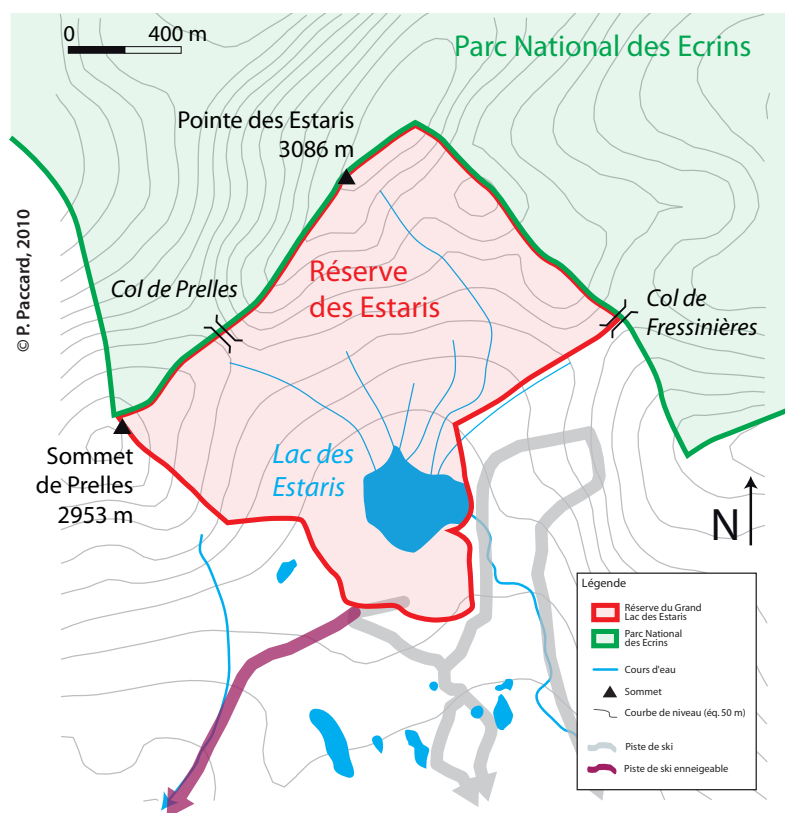 0
400 m
Parc National des Ecrins
Pointe des Estaris
3086 m
© P. Paccard, 2010
Col de Prelles
Réserve
des Estaris
Col de
Fressinières
Sommet
de Prelles
2953 m
Lac des
Estaris
N
Légende
Réserve du Grand
Lac des Estaris
Parc National
des Ecrins
Cours d'eau
Sommet
Courbe de niveau (éq. 50 m)
Piste de ski
Piste de ski enneigeable